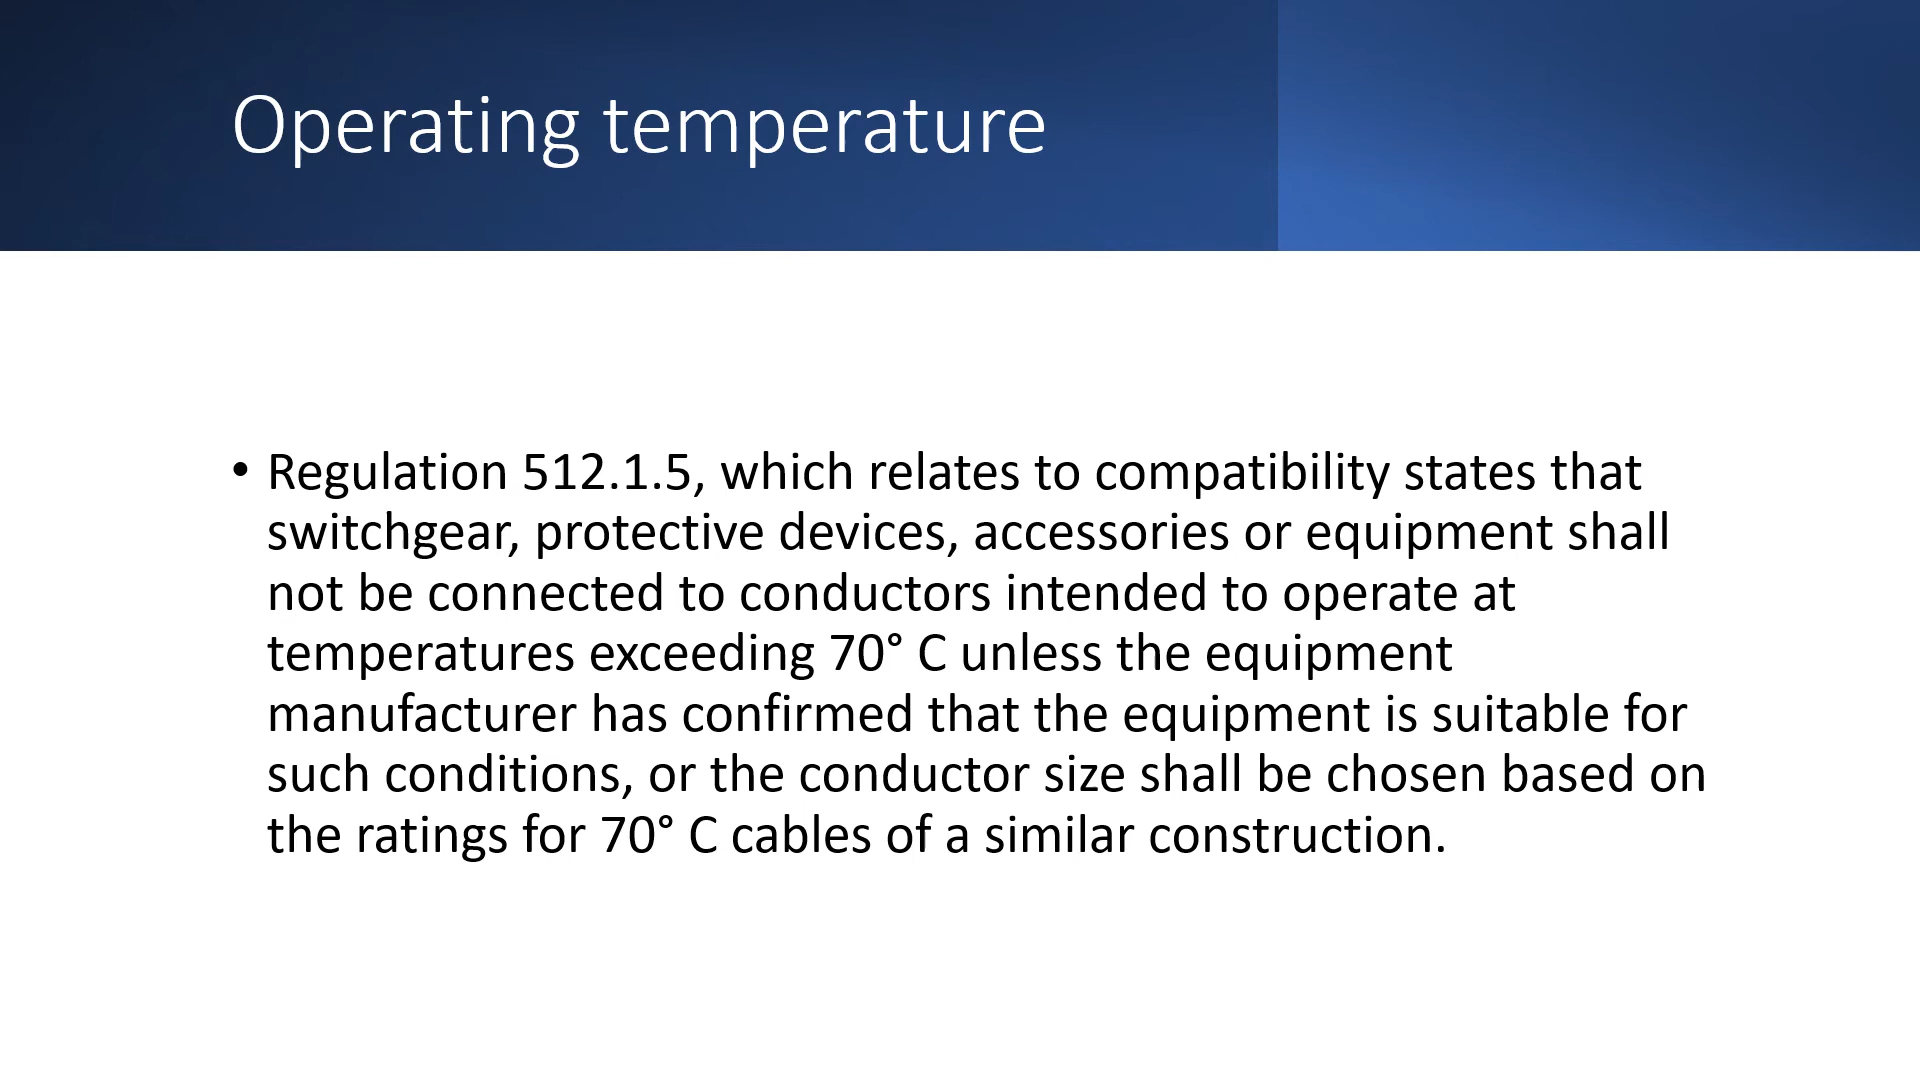 Operating temperature
• Regulation 512.1.5, which relates to compatibility states that
switchgear, protective devices, accessories or equipment shall
not be connected to conductors intended to operate at
temperatures exceeding 70° C unless the equipment
manufacturer has confirmed that the equipment is suitable for
such conditions, or the conductor size shall be chosen based on
the ratings for 70° C cables of a similar construction.